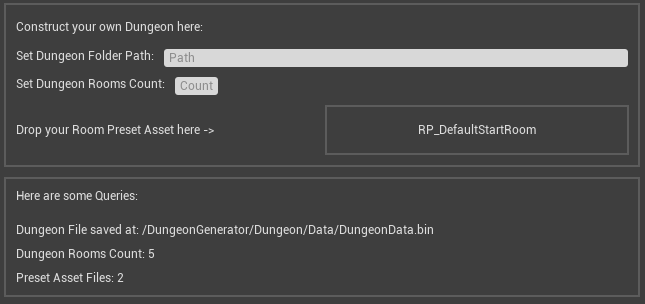 Construct your own Dungeon here:
Set Dungeon Folder Path: Path
Set Dungeon Rooms Count: Count
Drop your Room Preset Asset here -> RP_DefaultStartRoom
Here are some Queries:
Dungeon File saved at: /DungeonGenerator/Dungeon/Data/DungeonData.bin
Dungeon Rooms Count: 5
Preset Asset Files: 2